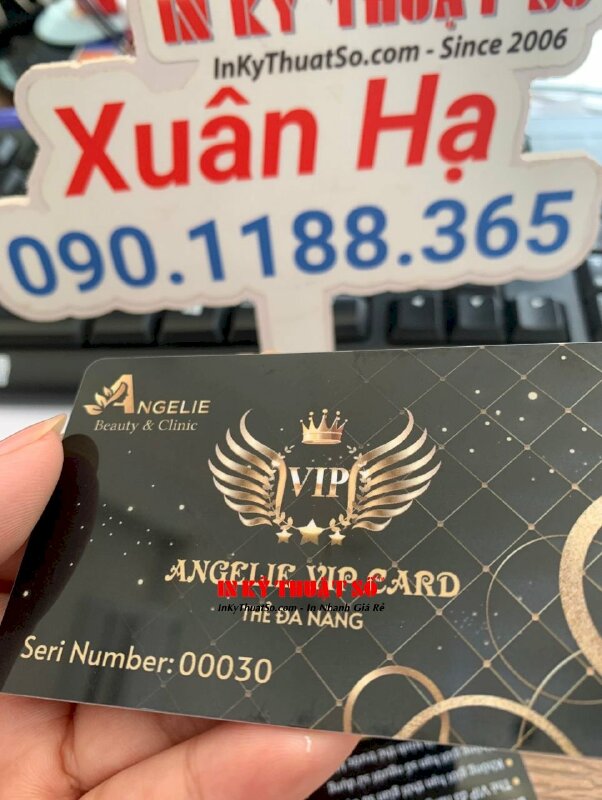 IN KỸ THUẬT SỐ
InKyThuatSo.com - Since 2006
Xuân Hạ
090.1188.365
ANGELIE
Beauty & Clinic
VIP
ANGELIE VIP CARD
IN KỸ THUẬT SỐ
InKyThuatSo.com - In Nhanh Giá Rẻ
THẺ ĐA NĂNG
Seri Number: 00030